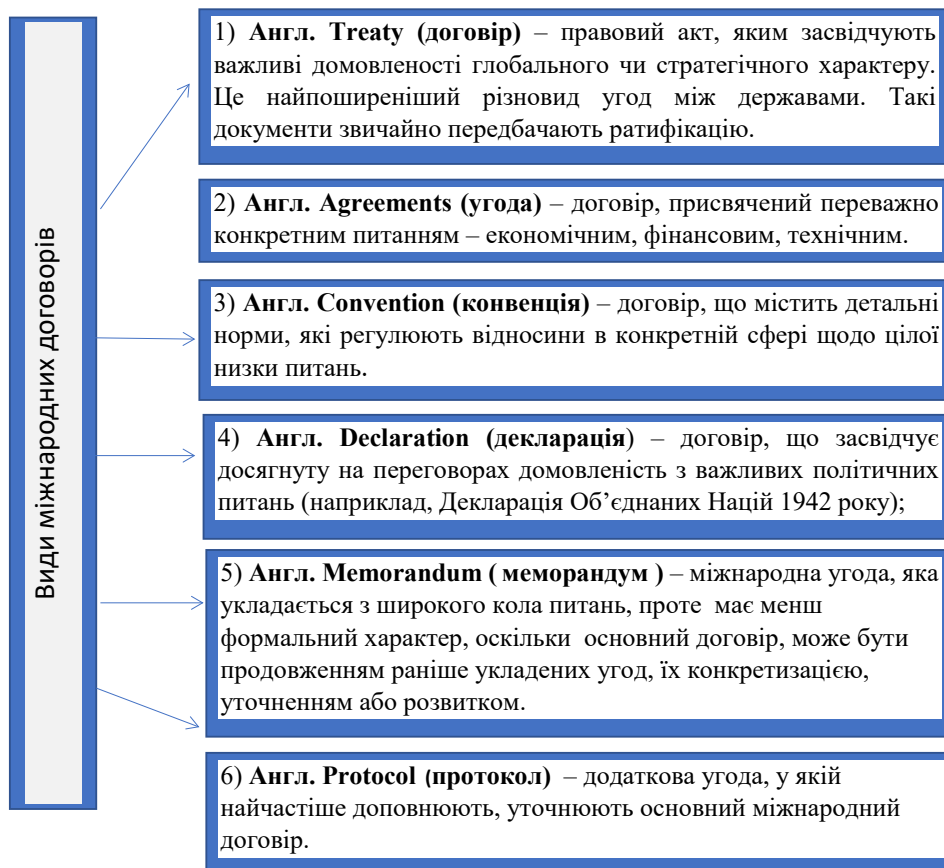 Види міжнародних договорів
1) Англ. Treaty (договір) – правовий акт, яким засвідчують
важливі домовленості глобального чи стратегічного характеру.
Це найпоширеніший різновид угод між державами. Такі
документи звичайно передбачають ратифікацію.
2) Англ. Agreements (угода) – договір, присвячений переважно
конкретним питанням – економічним, фінансовим, технічним.
3) Англ. Convention (конвенція) – договір, що містить детальні
норми, які регулюють відносини в конкретній сфері щодо цілої
низки питань.
4) Англ. Declaration (декларація) – договір, що засвідчує
досягнуту на переговорах домовленість з важливих політичних
питань (наприклад, Декларація Об’єднаних Націй 1942 року);
5) Англ. Memorandum ( меморандум ) – міжнародна угода, яка
укладається з широкого кола питань, проте має менш
формальний характер, оскільки основний договір, може бути
продовженням раніше укладених угод, їх конкретизацією,
уточненням або розвитком.
6) Англ. Protocol (протокол) – додаткова угода, у якій
найчастіше доповнюють, уточнюють основний міжнародний
договір.